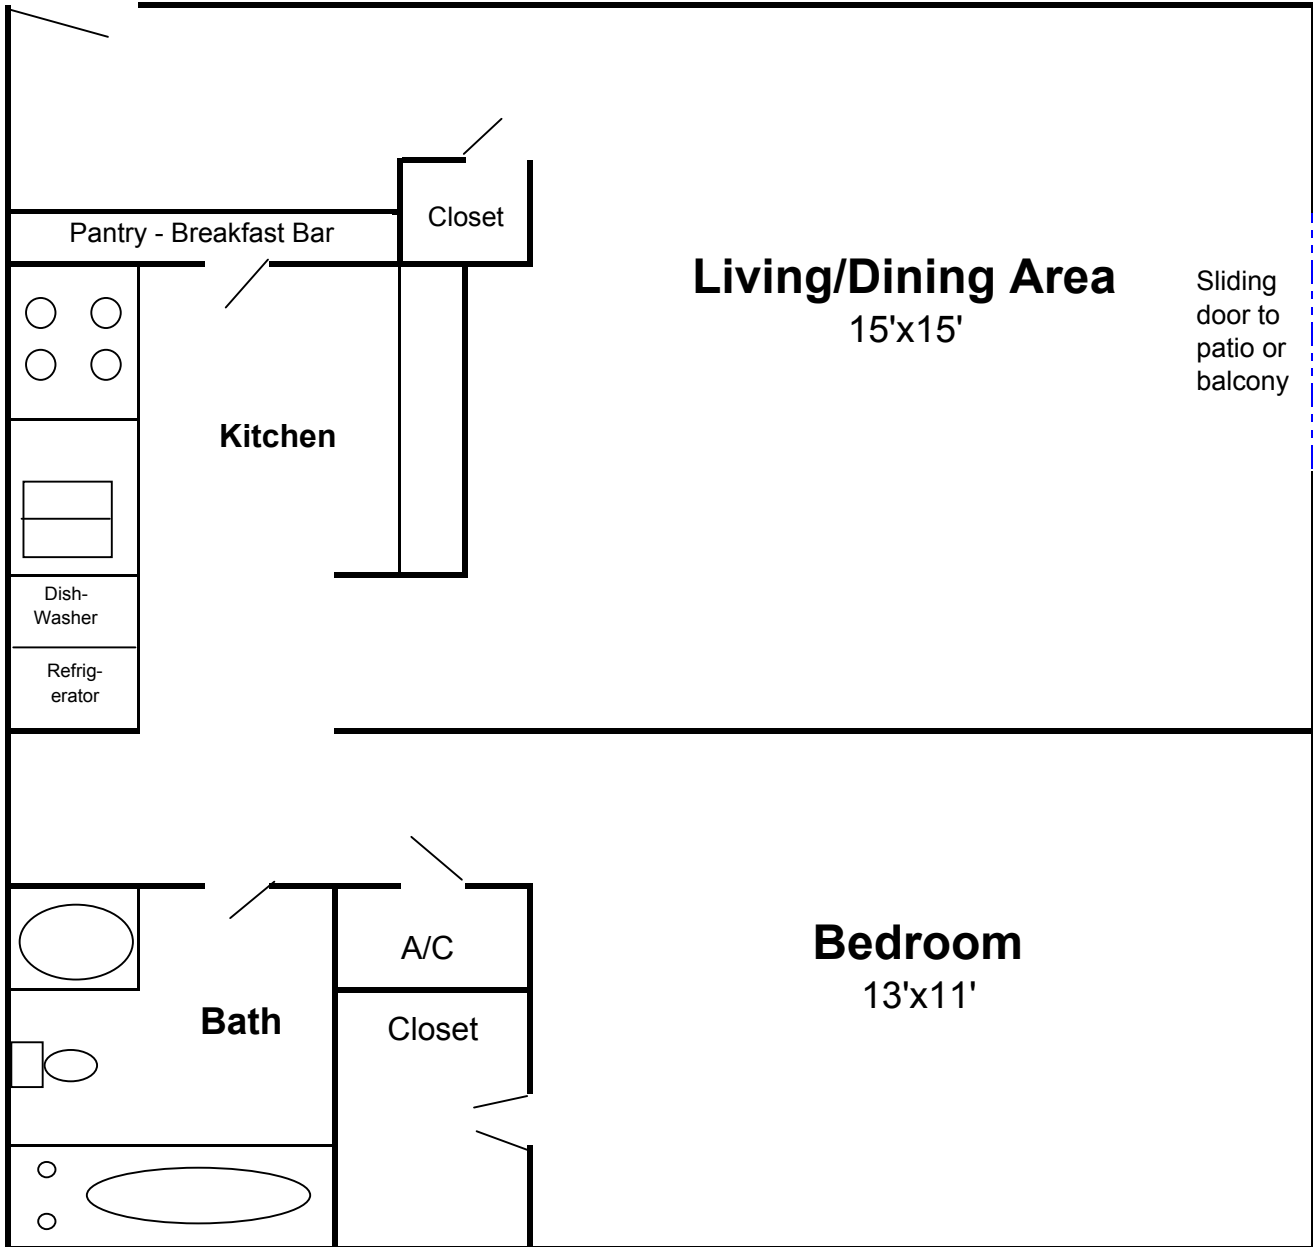 Closet
Pantry - Breakfast Bar
Living/Dining Area
15'x15'
Sliding
door to
patio or
balcony
Kitchen
Dish-
Washer
Refrig-
erator
A/C
Bedroom
13'x11'
Bath
Closet